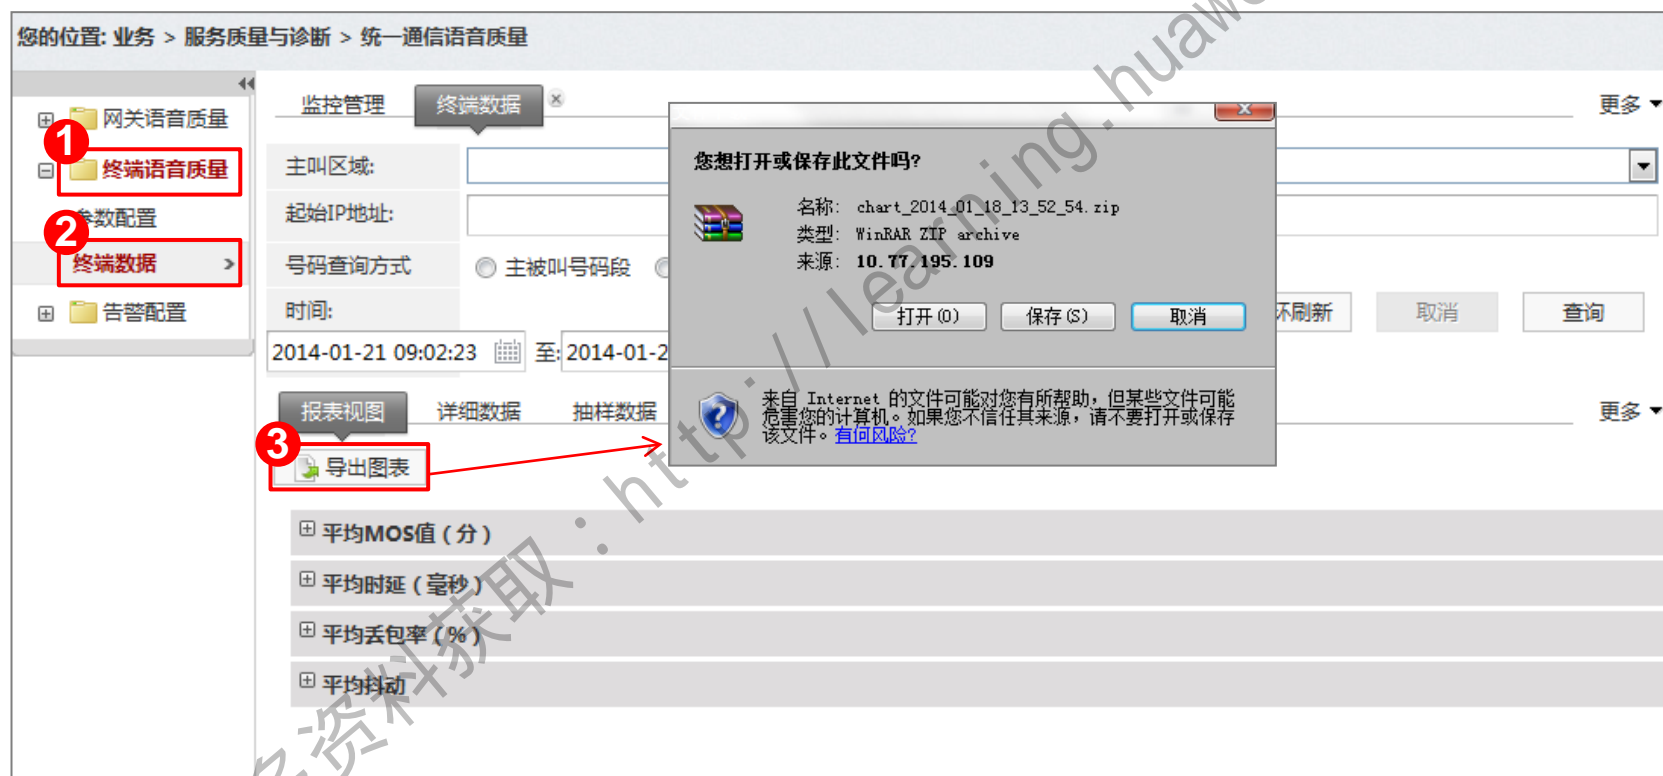 您的位置: 业务 > 服务质量与诊断 > 统一通信语音质量
网关语音质量
1
终端语音质量
参数配置
2
终端数据 >
告警配置
监控管理
终端数据
更多
主叫区域:
起始IP地址:
号码查询方式
主被叫号码段
时间:
环刷新
取消
查询
2014-01-21 09:02:23
至: 2014-01-2
报表视图
详细数据
抽样数据
更多
3
导出图表
您想打开或保存此文件吗?
名称: chart_2014_01_18_13_52_54.zip
类型: WinRAR ZIP archive
来源: 10.77.195.109
打开(O)
保存(S)
取消
来自 Internet 的文件可能对您有所帮助，但某些文件可能
危害您的计算机。如果您不信任其来源，请不要打开或保存
该文件。有何风险?
平均MOS值 ( 分 )
平均时延 ( 毫秒 )
平均丢包率 ( % )
平均抖动
多资料获取：http://learning.huawe